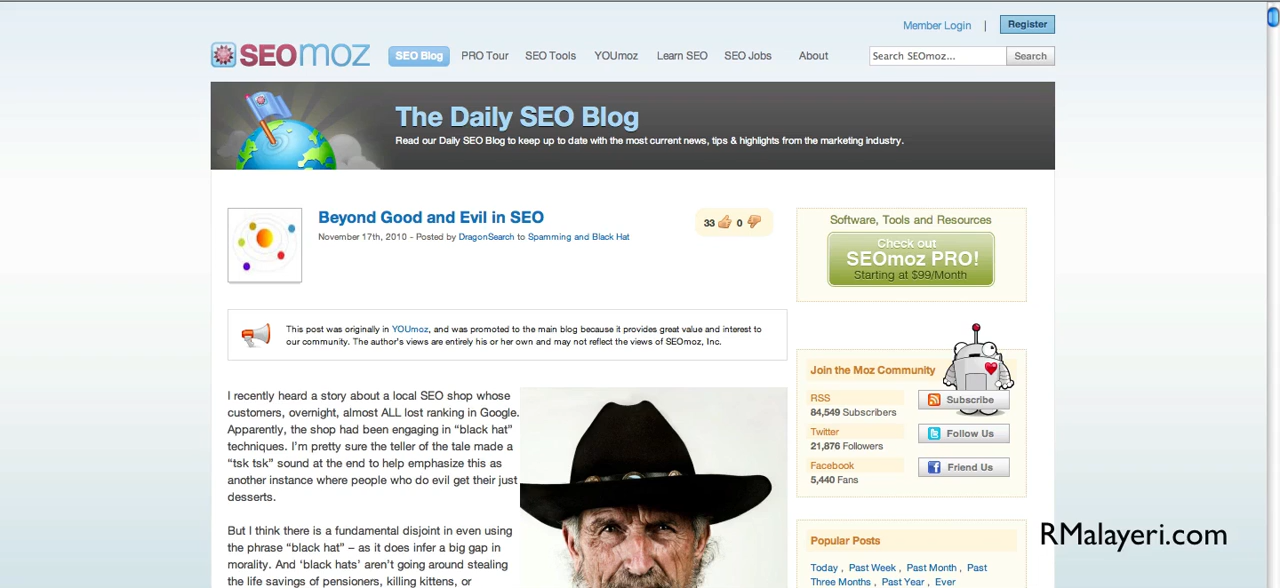 Member Login | Register
SEOmoz SEO Blog PRO Tour SEO Tools YOUmoz Learn SEO SEO Jobs About Search SEOmoz... Search
The Daily SEO Blog
Read our Daily SEO Blog to keep up to date with the most current news, tips & highlights from the marketing industry.
Beyond Good and Evil in SEO
November 17th, 2010 - Posted by DragonSearch to Spamming and Black Hat
33 0
This post was originally in YOUmoz, and was promoted to the main blog because it provides great value and interest to
our community. The author's views are entirely his or her own and may not reflect the views of SEOmoz, Inc.
I recently heard a story about a local SEO shop whose
customers, overnight, almost ALL lost ranking in Google.
Apparently, the shop had been engaging in “black hat”
techniques. I’m pretty sure the teller of the tale made a
“tsk tsk” sound at the end to help emphasize this as
another instance where people who do evil get their just
desserts.
But I think there is a fundamental disjoint in even using
the phrase “black hat” – as it does infer a big gap in
morality. And ‘black hats’ aren’t going around stealing
the life savings of pensioners, killing kittens, or
Software, Tools and Resources
Check out
SEOmoz PRO!
Starting at $99/Month
Join the Moz Community
RSS
84,549 Subscribers
Subscribe
Twitter
21,876 Followers
Follow Us
Facebook
5,440 Fans
Friend Us
Popular Posts
Today , Past Week , Past Month , Past
Three Months , Past Year , Ever
RMalayeri.com